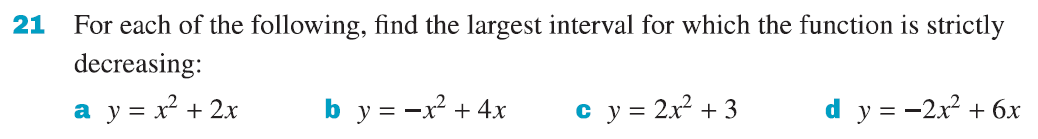 21 For each of the following, find the largest interval for which the function is strictly
decreasing:
a y = x² + 2x b y = −x² + 4x c y = 2x² + 3 d y = −2x² + 6x